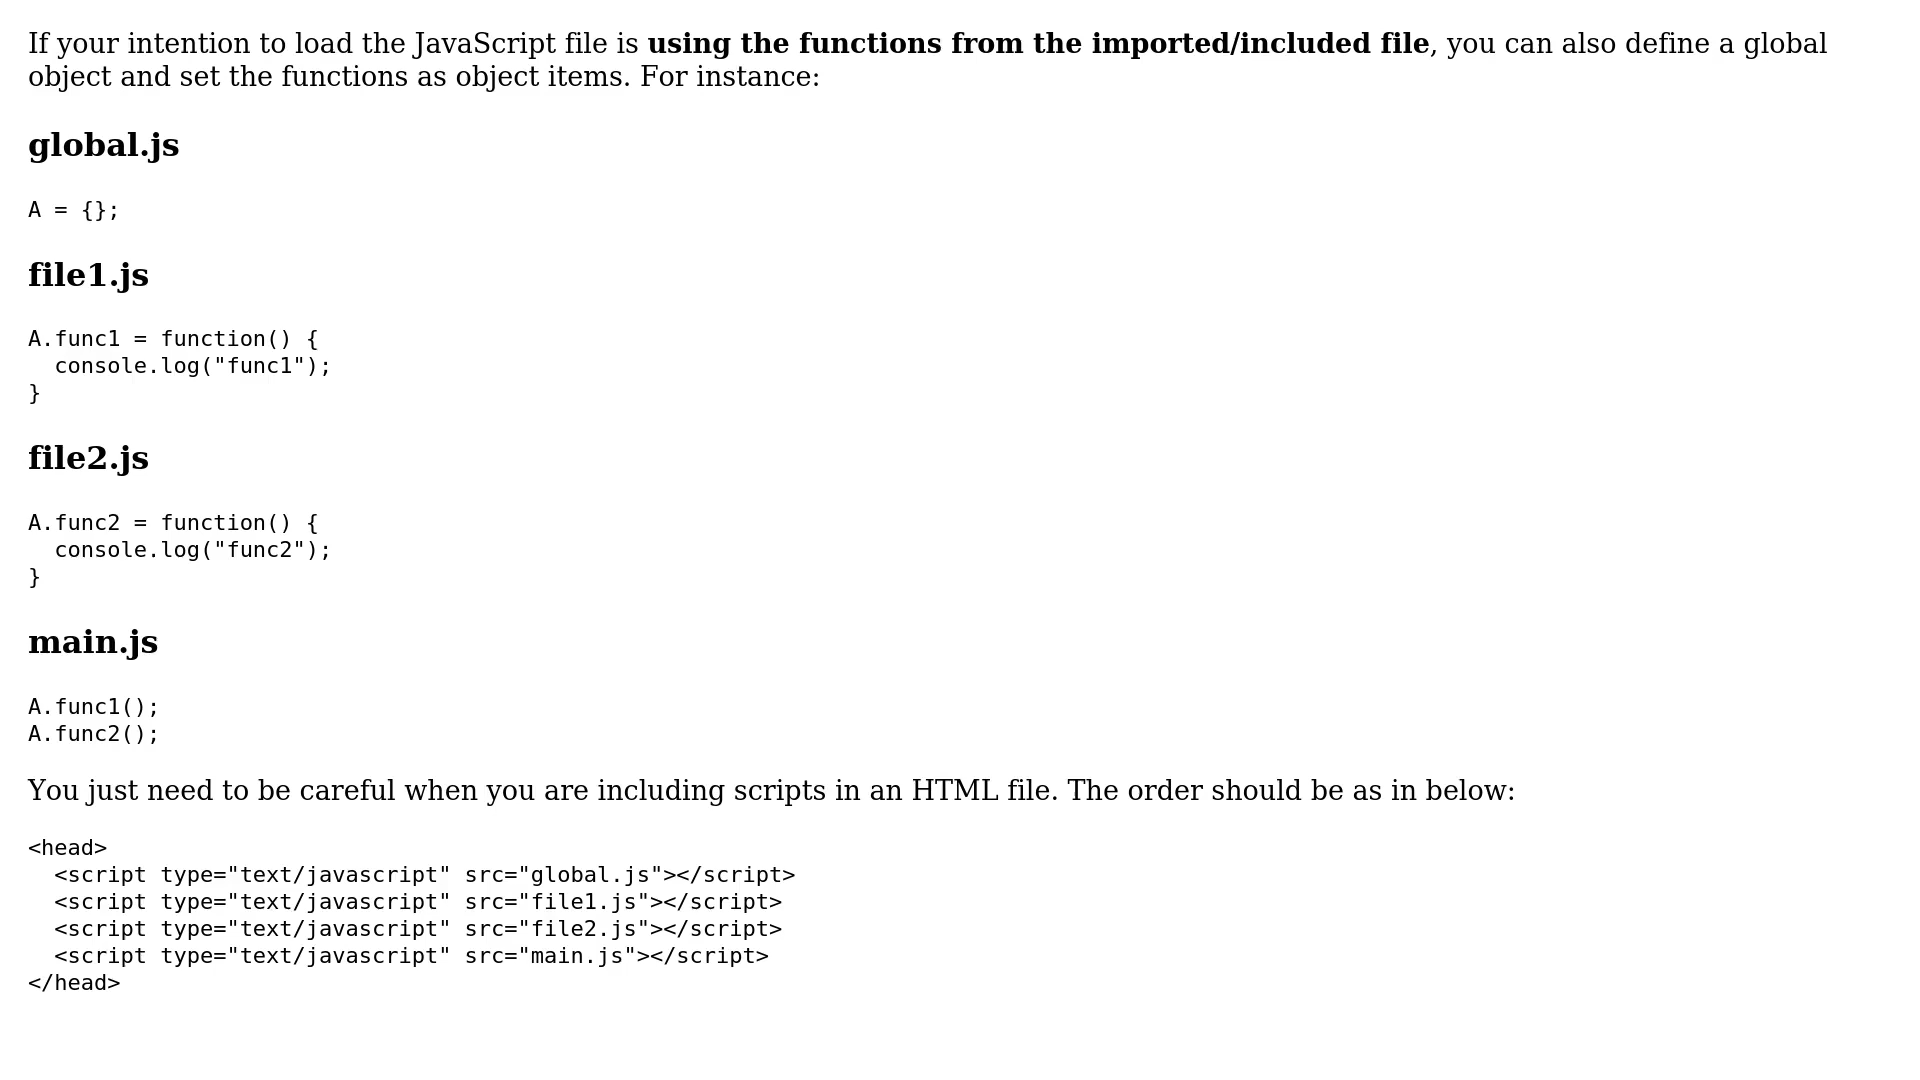 If your intention to load the JavaScript file is using the functions from the imported/included file, you can also define a global
object and set the functions as object items. For instance:
global.js
A = {};
file1.js
A.func1 = function() {
  console.log("func1");
}
file2.js
A.func2 = function() {
  console.log("func2");
}
main.js
A.func1();
A.func2();
You just need to be careful when you are including scripts in an HTML file. The order should be as in below:
<head>
  <script type="text/javascript" src="global.js"></script>
  <script type="text/javascript" src="file1.js"></script>
  <script type="text/javascript" src="file2.js"></script>
  <script type="text/javascript" src="main.js"></script>
</head>